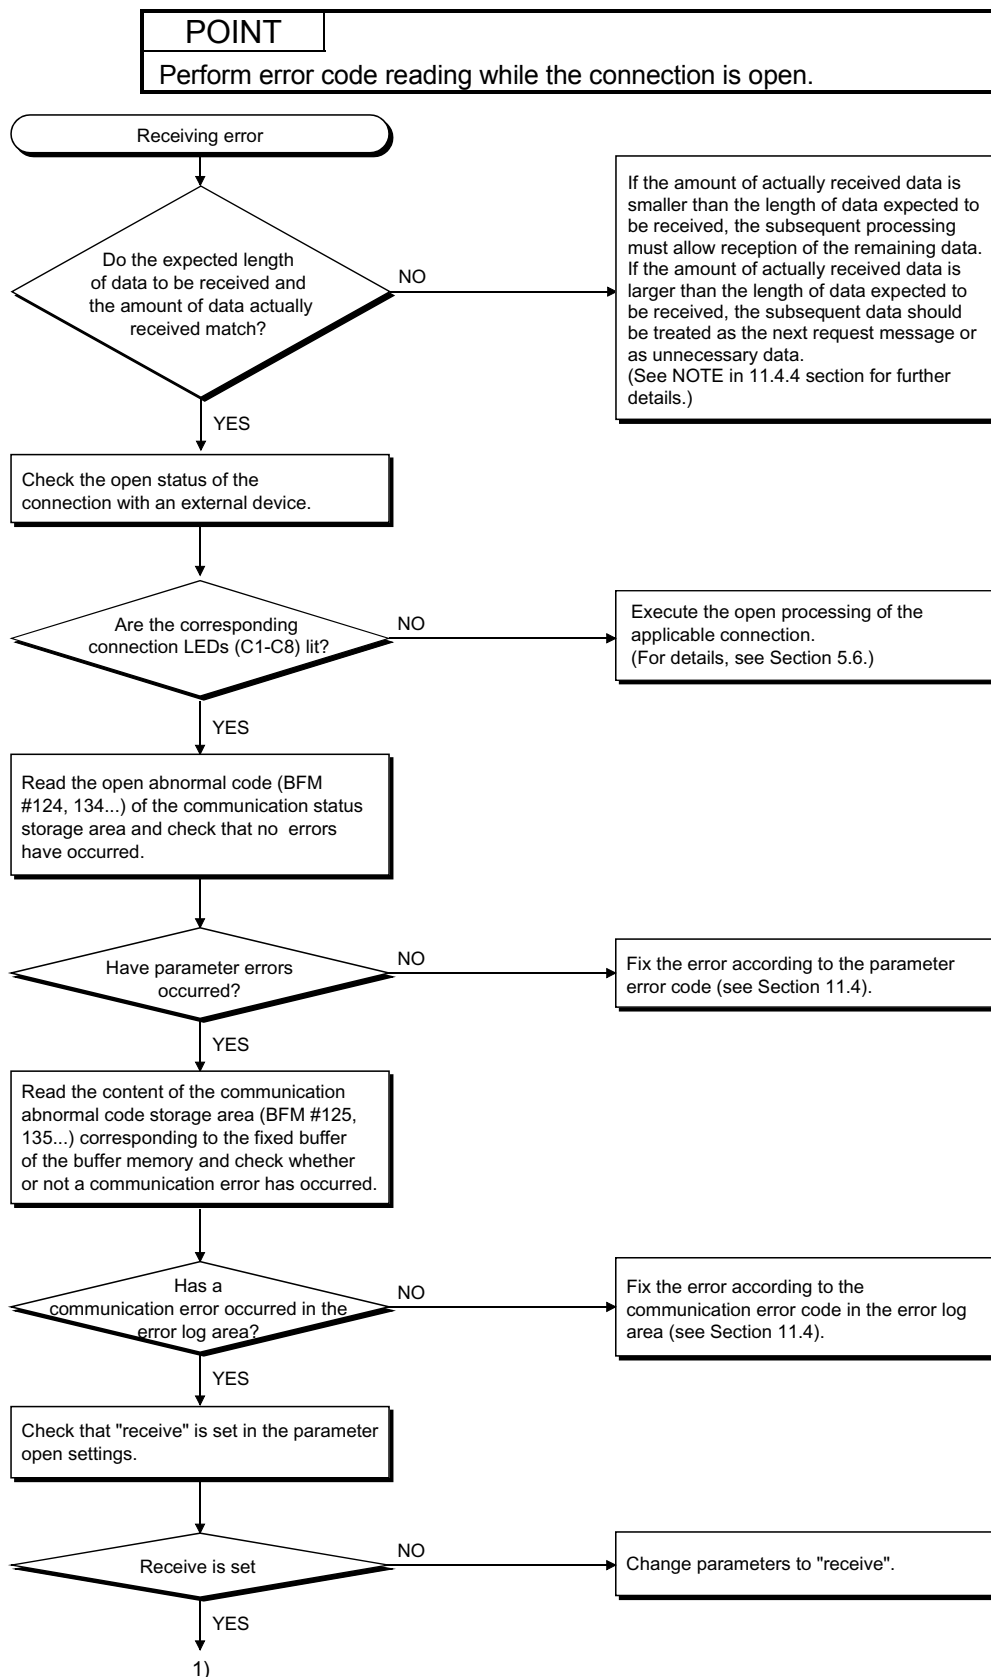 POINT
Perform error code reading while the connection is open.
Receiving error
Do the expected length
of data to be received and
the amount of data actually
received match?
NO
If the amount of actually received data is
smaller than the length of data expected to
be received, the subsequent processing
must allow reception of the remaining data.
If the amount of actually received data is
larger than the length of data expected to
be received, the subsequent data should
be treated as the next request message or
as unnecessary data.
(See NOTE in 11.4.4 section for further
details.)
YES
Check the open status of the
connection with an external device.
Are the corresponding
connection LEDs (C1-C8) lit?
NO
Execute the open processing of the
applicable connection.
(For details, see Section 5.6.)
YES
Read the open abnormal code (BFM
#124, 134...) of the communication status
storage area and check that no errors
have occurred.
Have parameter errors
occurred?
NO
Fix the error according to the parameter
error code (see Section 11.4).
YES
Read the content of the communication
abnormal code storage area (BFM #125,
135...) corresponding to the fixed buffer
of the buffer memory and check whether
or not a communication error has occurred.
Has a
communication error occurred in the
error log area?
NO
Fix the error according to the
communication error code in the error log
area (see Section 11.4).
YES
Check that "receive" is set in the parameter
open settings.
Receive is set
NO
Change parameters to "receive".
YES
1)